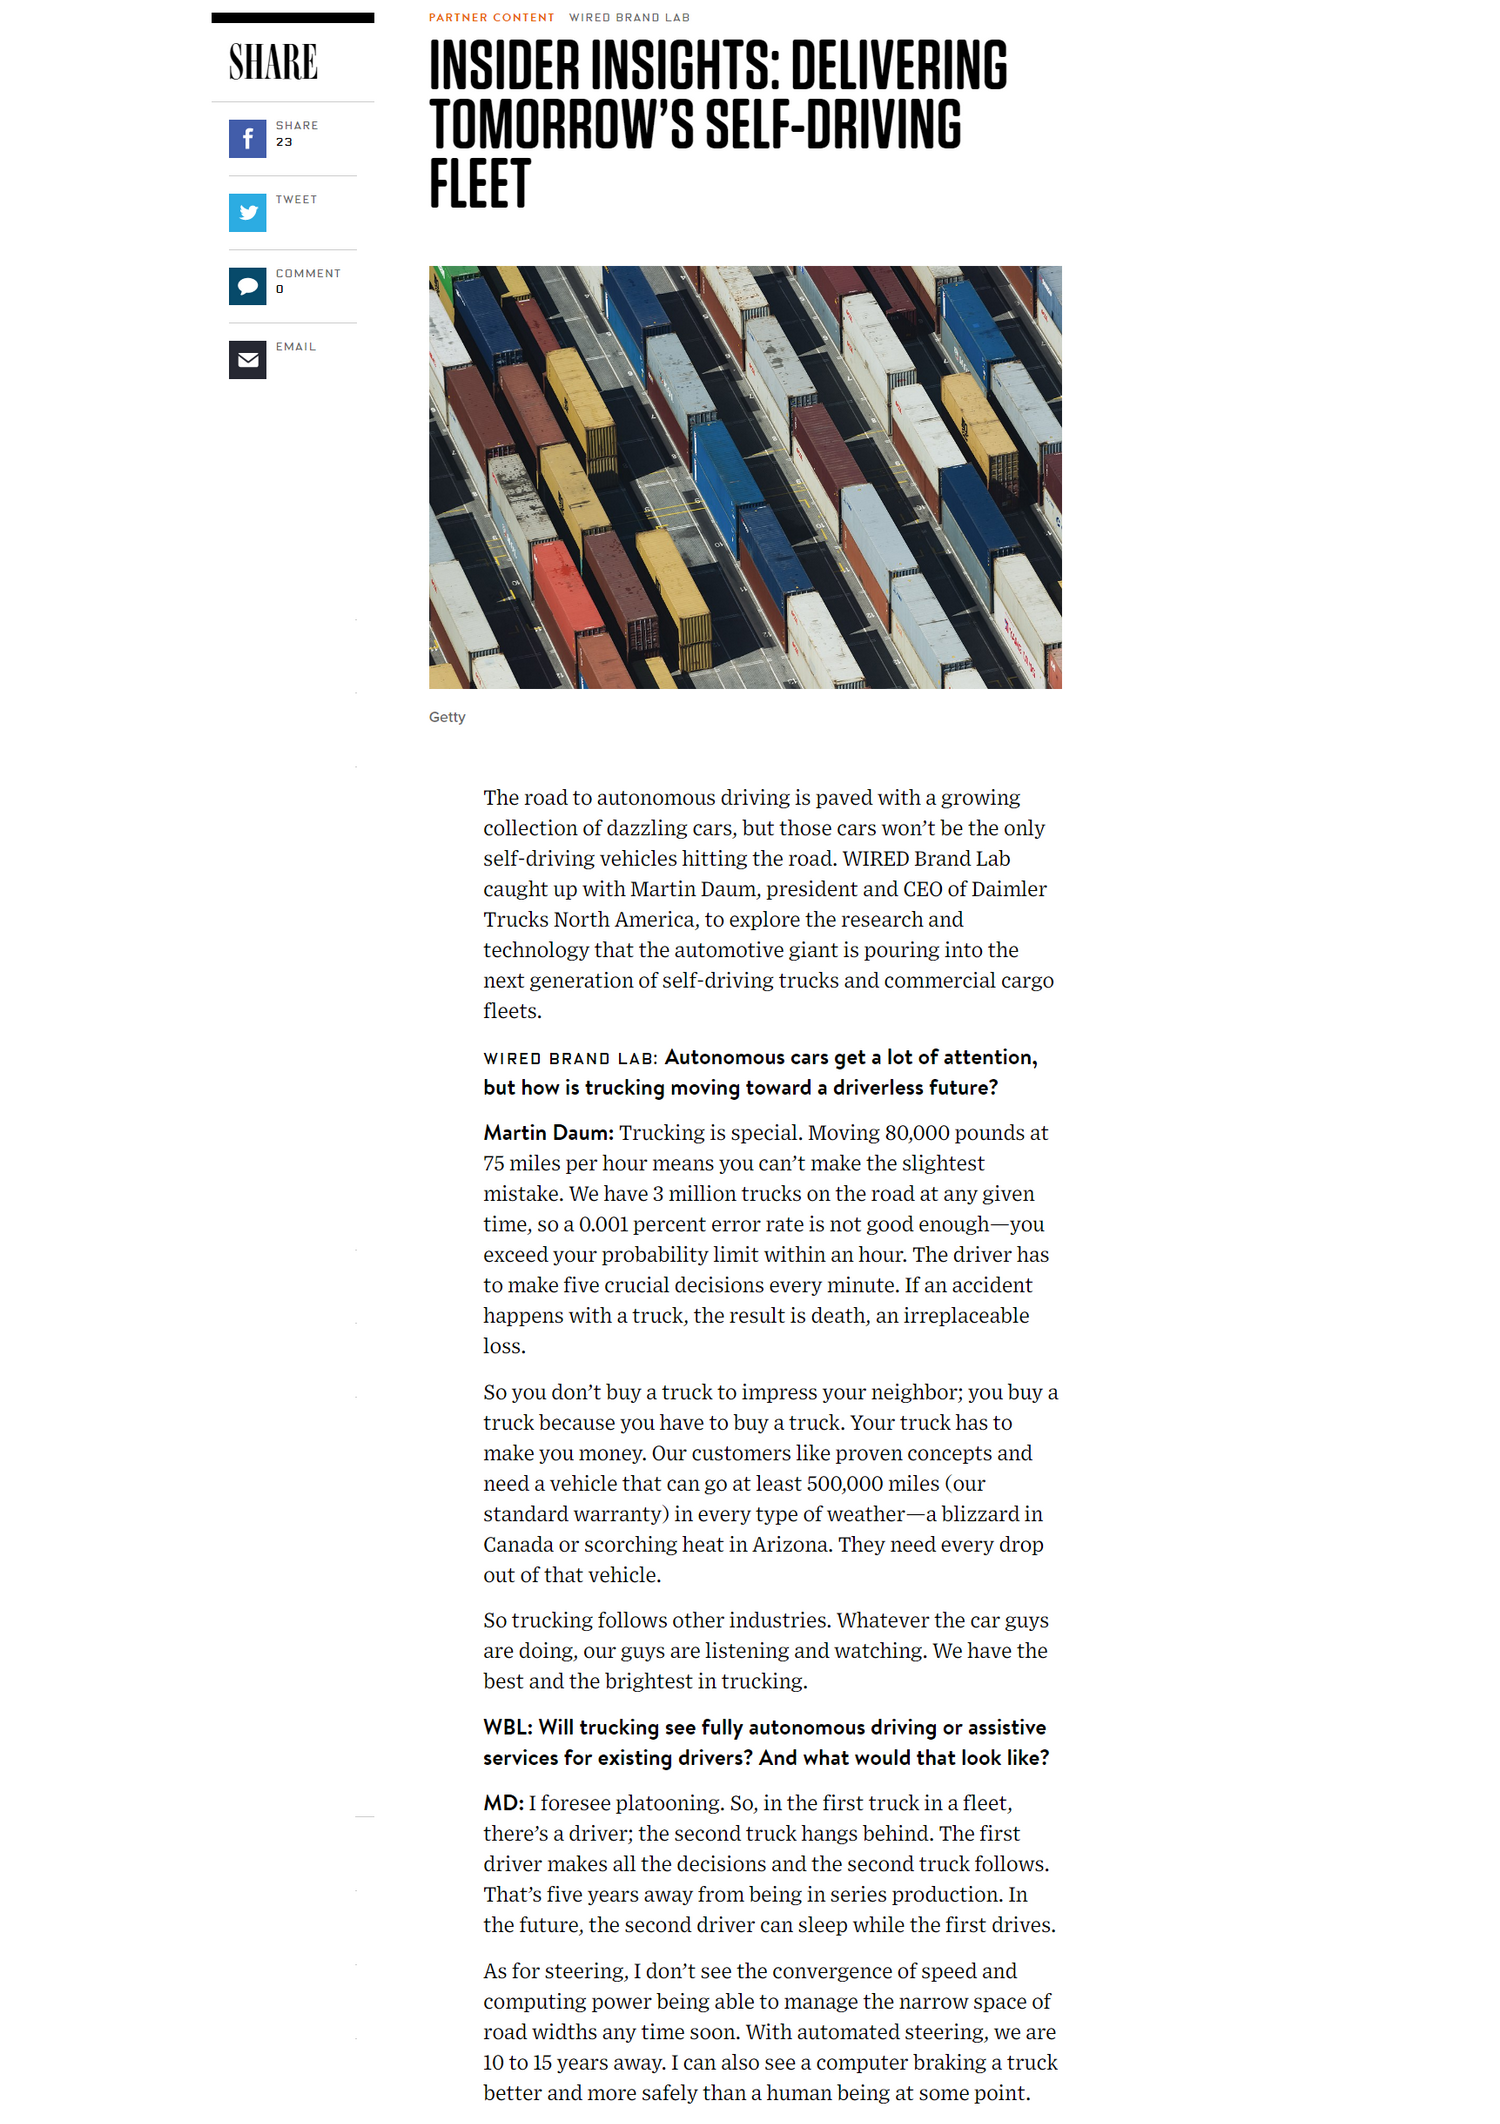 SHARE
SHARE
23
TWEET
COMMENT
0
EMAIL
PARTNER CONTENT WIRED BRAND LAB
INSIDER INSIGHTS: DELIVERING
TOMORROW’S SELF-DRIVING
FLEET
Getty
The road to autonomous driving is paved with a growing
collection of dazzling cars, but those cars won’t be the only
self-driving vehicles hitting the road. WIRED Brand Lab
caught up with Martin Daum, president and CEO of Daimler
Trucks North America, to explore the research and
technology that the automotive giant is pouring into the
next generation of self-driving trucks and commercial cargo
fleets.
WIRED BRAND LAB: Autonomous cars get a lot of attention,
but how is trucking moving toward a driverless future?
Martin Daum: Trucking is special. Moving 80,000 pounds at
75 miles per hour means you can’t make the slightest
mistake. We have 3 million trucks on the road at any given
time, so a 0.001 percent error rate is not good enough—you
exceed your probability limit within an hour. The driver has
to make five crucial decisions every minute. If an accident
happens with a truck, the result is death, an irreplaceable
loss.
So you don’t buy a truck to impress your neighbor; you buy a
truck because you have to buy a truck. Your truck has to
make you money. Our customers like proven concepts and
need a vehicle that can go at least 500,000 miles (our
standard warranty) in every type of weather—a blizzard in
Canada or scorching heat in Arizona. They need every drop
out of that vehicle.
So trucking follows other industries. Whatever the car guys
are doing, our guys are listening and watching. We have the
best and the brightest in trucking.
WBL: Will trucking see fully autonomous driving or assistive
services for existing drivers? And what would that look like?
MD: I foresee platooning. So, in the first truck in a fleet,
there’s a driver; the second truck hangs behind. The first
driver makes all the decisions and the second truck follows.
That’s five years away from being in series production. In
the future, the second driver can sleep while the first drives.
As for steering, I don’t see the convergence of speed and
computing power being able to manage the narrow space of
road widths any time soon. With automated steering, we are
10 to 15 years away. I can also see a computer braking a truck
better and more safely than a human being at some point.